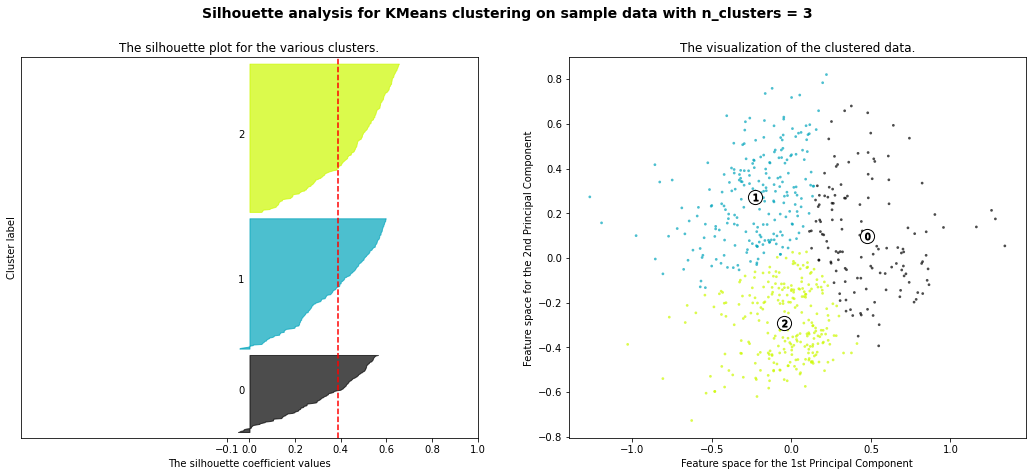 Silhouette analysis for KMeans clustering on sample data with n_clusters = 3
The silhouette plot for the various clusters.
Cluster label
2
1
0
−0.1 0.0 0.2 0.4 0.6 0.8 1.0
The silhouette coefficient values
The visualization of the clustered data.
Feature space for the 2nd Principal Component
0.8
0.6
0.4
0.2
0.0
−0.2
−0.4
−0.6
−0.8
1
0
2
−1.0 −0.5 0.0 0.5 1.0
Feature space for the 1st Principal Component